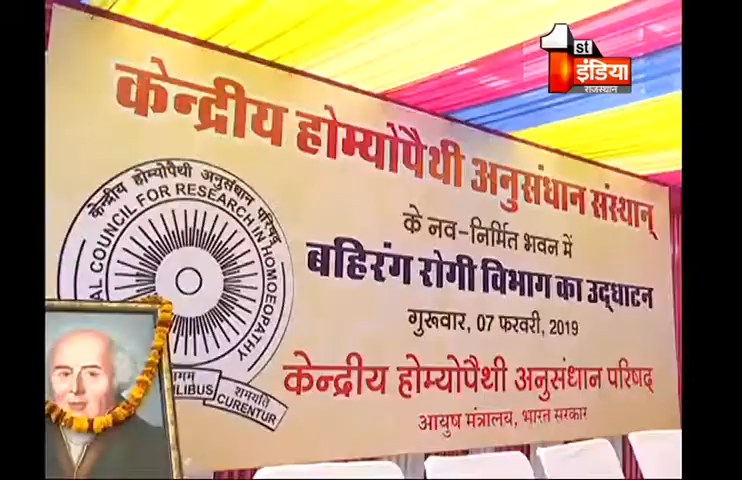 1st
इंडिया
राजस्थान
केन्द्रीय होम्योपैथी अनुसंधान संस्थान्
के नव-निर्मित भवन में
बहिरंग रोगी विभाग का उद्घाटन
गुरूवार, 07 फरवरी, 2019
केन्द्रीय होम्योपैथी अनुसंधान परिषद्
आयुष मंत्रालय, भारत सरकार
केन्द्रीय होम्योपैथी अनुसंधान परिषद्
COUNCIL FOR RESEARCH IN HOMOEOPATHY
शमयति
CURENTUR